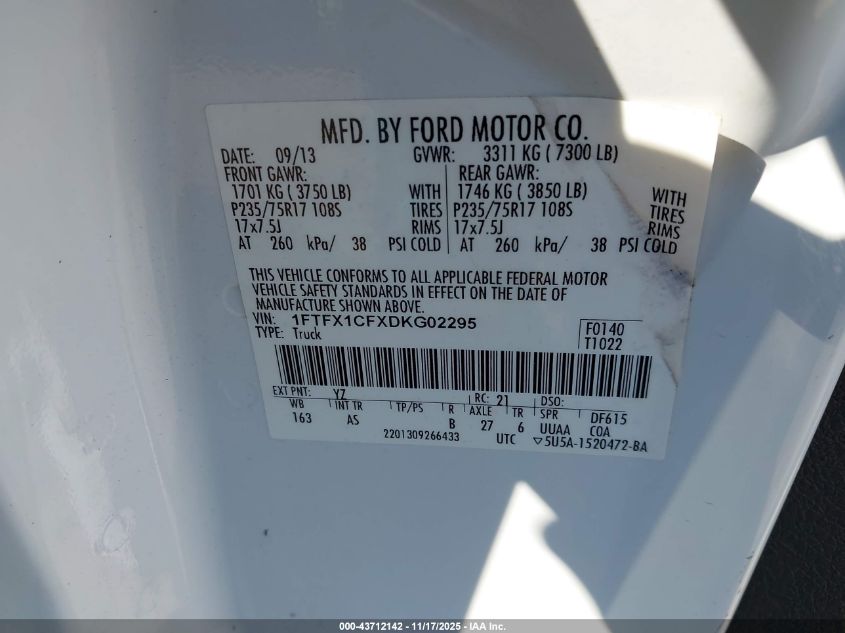 MFD. BY FORD MOTOR CO.
DATE: 09/13 GVWR: 3311 KG ( 7300 LB)
FRONT GAWR: REAR GAWR:
1701 KG ( 3750 LB) WITH 1746 KG ( 3850 LB) WITH
P235/75R17 108S TIRES P235/75R17 108S TIRES
17x7.5J RIMS 17x7.5J RIMS
AT 260 kPa/ 38 PSI COLD AT 260 kPa/ 38 PSI COLD
THIS VEHICLE CONFORMS TO ALL APPLICABLE FEDERAL MOTOR
VEHICLE SAFETY STANDARDS IN EFFECT ON THE DATE OF
MANUFACTURE SHOWN ABOVE.
VIN: 1FTFX1CFXDKG02295 F0140
TYPE: Truck T1022
EXT PNT: YZ RC: 21 DSO:
WB INT TR TP/PS R AXLE TR SPR DF615
163 AS B 27 6 UUAA COA
2201309266433 UTC ▽5U5A-1520472-BA
000-43712142 - 11/17/2025 - IAA Inc.